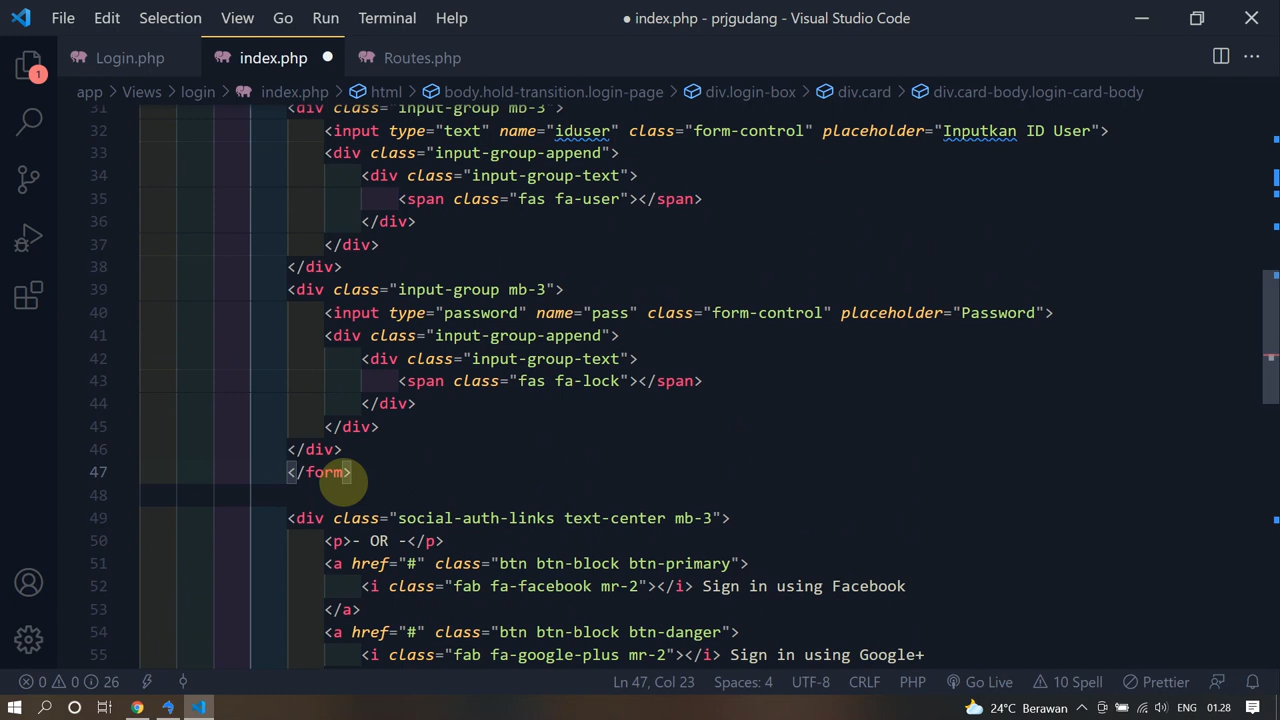 File Edit Selection View Go Run Terminal Help ● index.php - prjgudang - Visual Studio Code
Login.php index.php ● Routes.php
app > Views > login > index.php > html > body.hold-transition.login-page > div.login-box > div.card > div.card-body.login-card-body
1
31 <div class="input-group mb-3">
32 <input type="text" name="iduser" class="form-control" placeholder="Inputkan ID User">
33 <div class="input-group-append">
34 <div class="input-group-text">
35 <span class="fas fa-user"></span>
36 </div>
37 </div>
38 </div>
39 <div class="input-group mb-3">
40 <input type="password" name="pass" class="form-control" placeholder="Password">
41 <div class="input-group-append">
42 <div class="input-group-text">
43 <span class="fas fa-lock"></span>
44 </div>
45 </div>
46 </div>
47 </form>
48
49 <div class="social-auth-links text-center mb-3">
50 <p>- OR -</p>
51 <a href="#" class="btn btn-block btn-primary">
52 <i class="fab fa-facebook mr-2"></i> Sign in using Facebook
53 </a>
54 <a href="#" class="btn btn-block btn-danger">
55 <i class="fab fa-google-plus mr-2"></i> Sign in using Google+
0 0 26 Ln 47, Col 23 Spaces: 4 UTF-8 CRLF PHP Go Live 10 Spell Prettier
24°C Berawan ENG 01.28